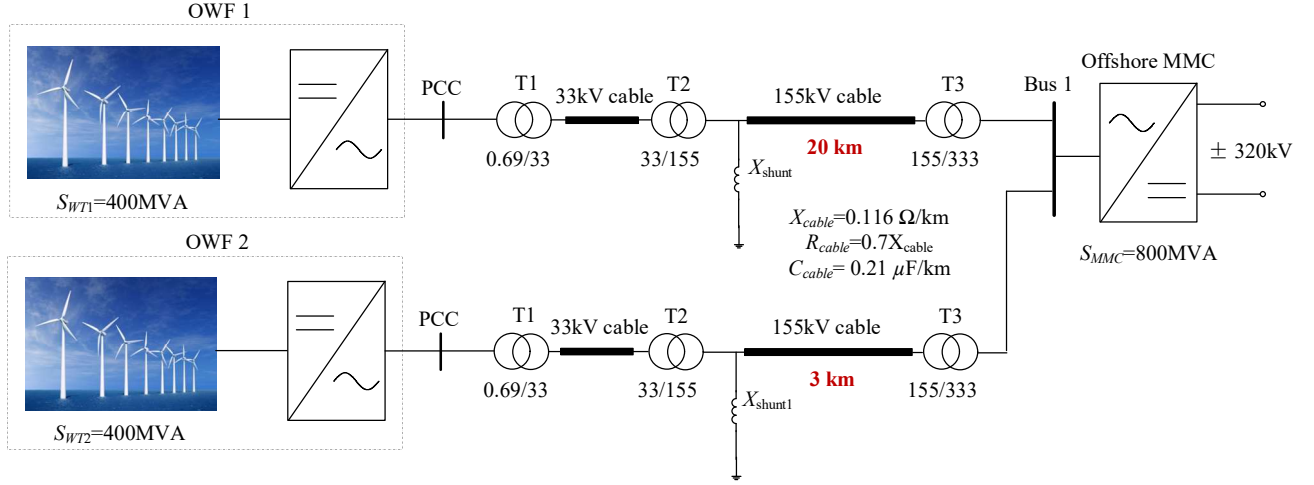 OWF 1
S_WT1=400MVA
PCC
T1
0.69/33
33kV cable
T2
33/155
X_shunt
155kV cable
20 km
T3
155/333
Bus 1
Offshore MMC
± 320kV
S_MMC=800MVA
X_cable=0.116 Ω/km
R_cable=0.7X_cable
C_cable= 0.21 μF/km
OWF 2
S_WT2=400MVA
PCC
T1
0.69/33
33kV cable
T2
33/155
X_shunt1
155kV cable
3 km
T3
155/333